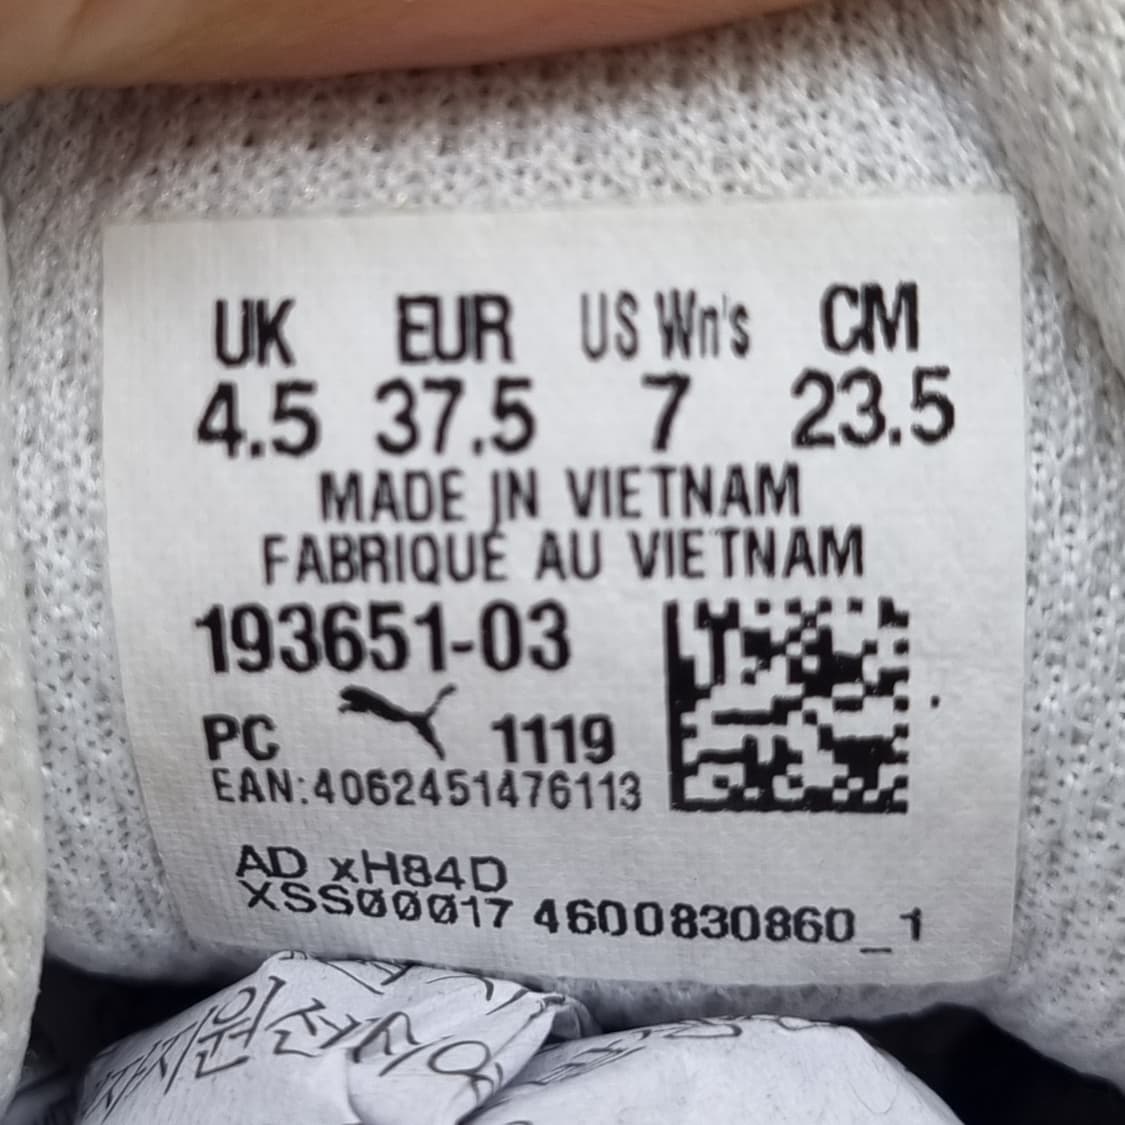 UK EUR US Wn's CM
4.5 37.5 7 23.5
MADE IN VIETNAM
FABRIQUÉ AU VIETNAM
193651-03
PC 1119
EAN:4062451476113
AD xH84D
XSS00017 4600830860_1